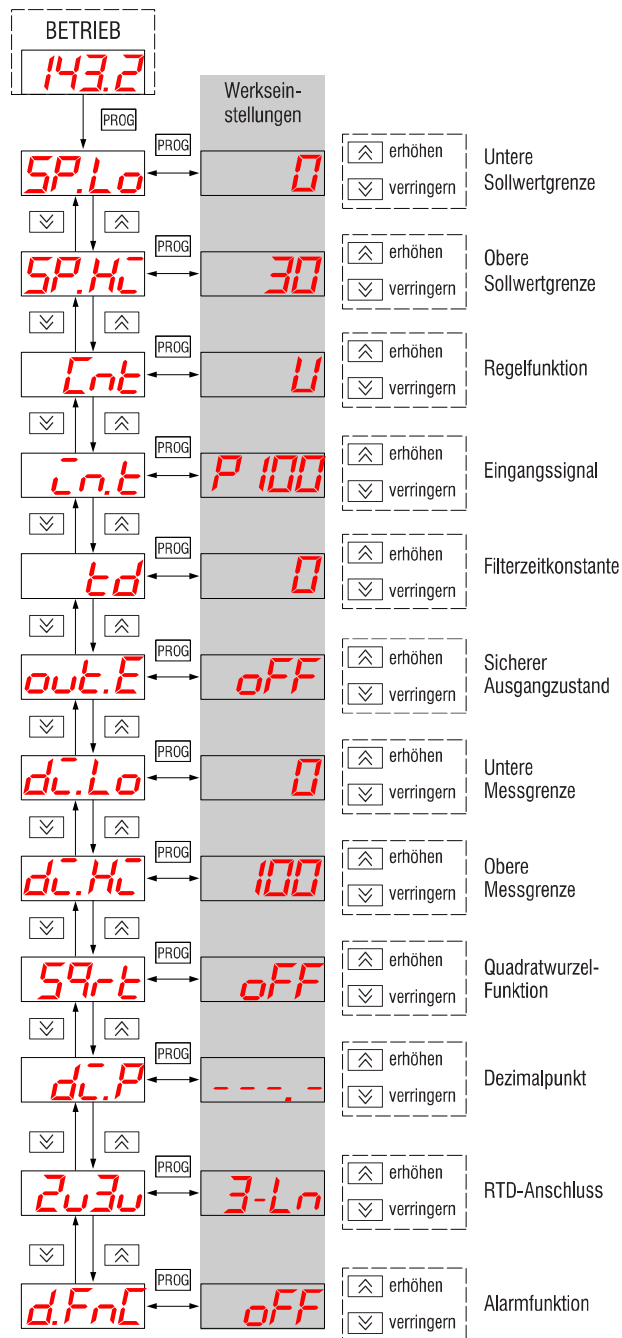 BETRIEB
143.2
PROG
Werksein-
stellungen
SP.Lo
PROG
0
erhöhen
verringern
Untere
Sollwertgrenze
SP.Hi
PROG
30
erhöhen
verringern
Obere
Sollwertgrenze
Cnt
PROG
U
erhöhen
verringern
Regelfunktion
in.t
PROG
P100
erhöhen
verringern
Eingangssignal
td
PROG
0
erhöhen
verringern
Filterzeitkonstante
out.E
PROG
oFF
erhöhen
verringern
Sicherer
Ausgangzustand
di.Lo
PROG
0
erhöhen
verringern
Untere
Messgrenze
di.Hi
PROG
100
erhöhen
verringern
Obere
Messgrenze
Sqrt
PROG
oFF
erhöhen
verringern
Quadratwurzel-
Funktion
di.P
PROG
---.-
erhöhen
verringern
Dezimalpunkt
2u3u
PROG
3-Ln
erhöhen
verringern
RTD-Anschluss
d.FnC
PROG
oFF
erhöhen
verringern
Alarmfunktion